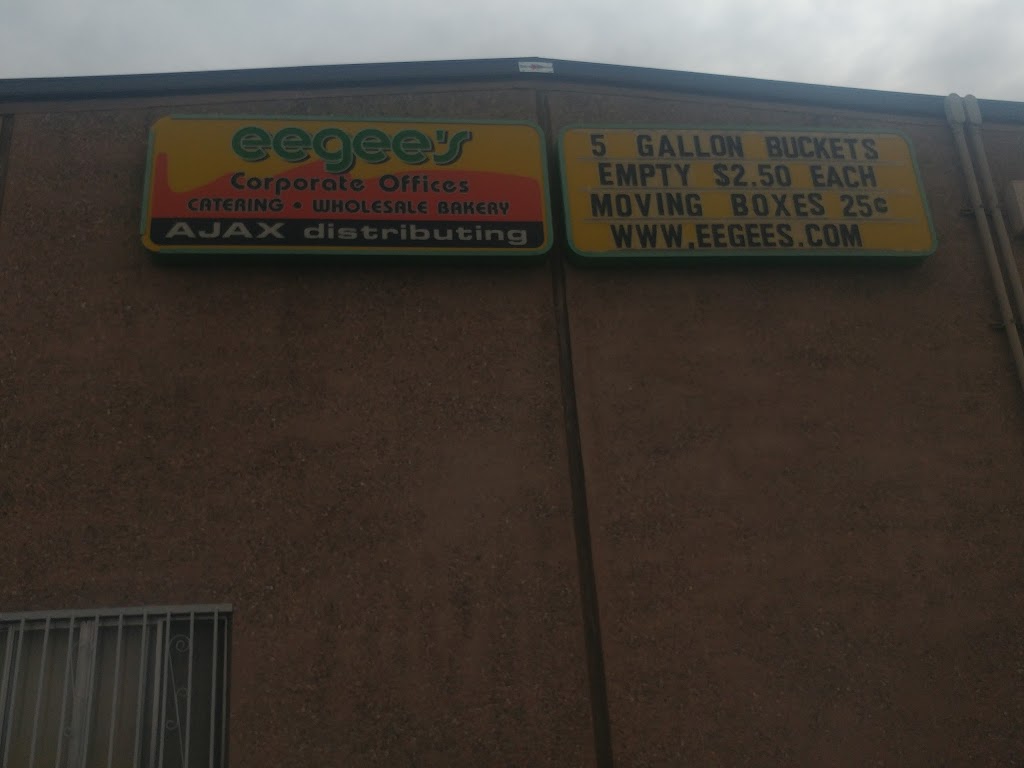 eegee's
Corporate Offices
CATERING • WHOLESALE BAKERY
AJAX distributing
5 GALLON BUCKETS
EMPTY $2.50 EACH
MOVING BOXES 25¢
WWW.EEGEES.COM